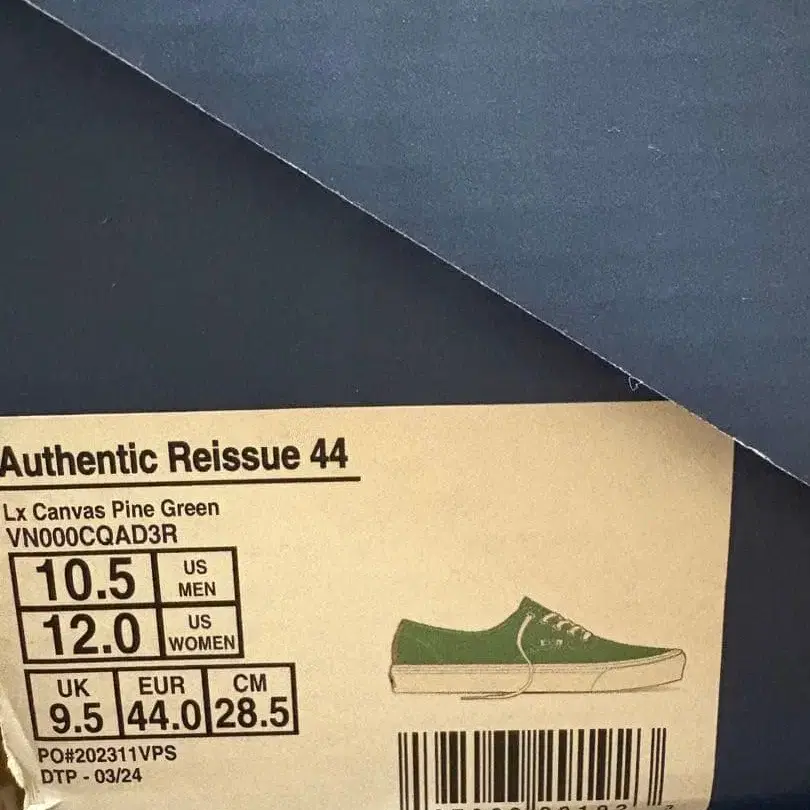 Authentic Reissue 44
Lx Canvas Pine Green
VN000CQAD3R
10.5 US MEN
12.0 US WOMEN
UK EUR CM
9.5 44.0 28.5
PO#202311VPS
DTP - 03/24